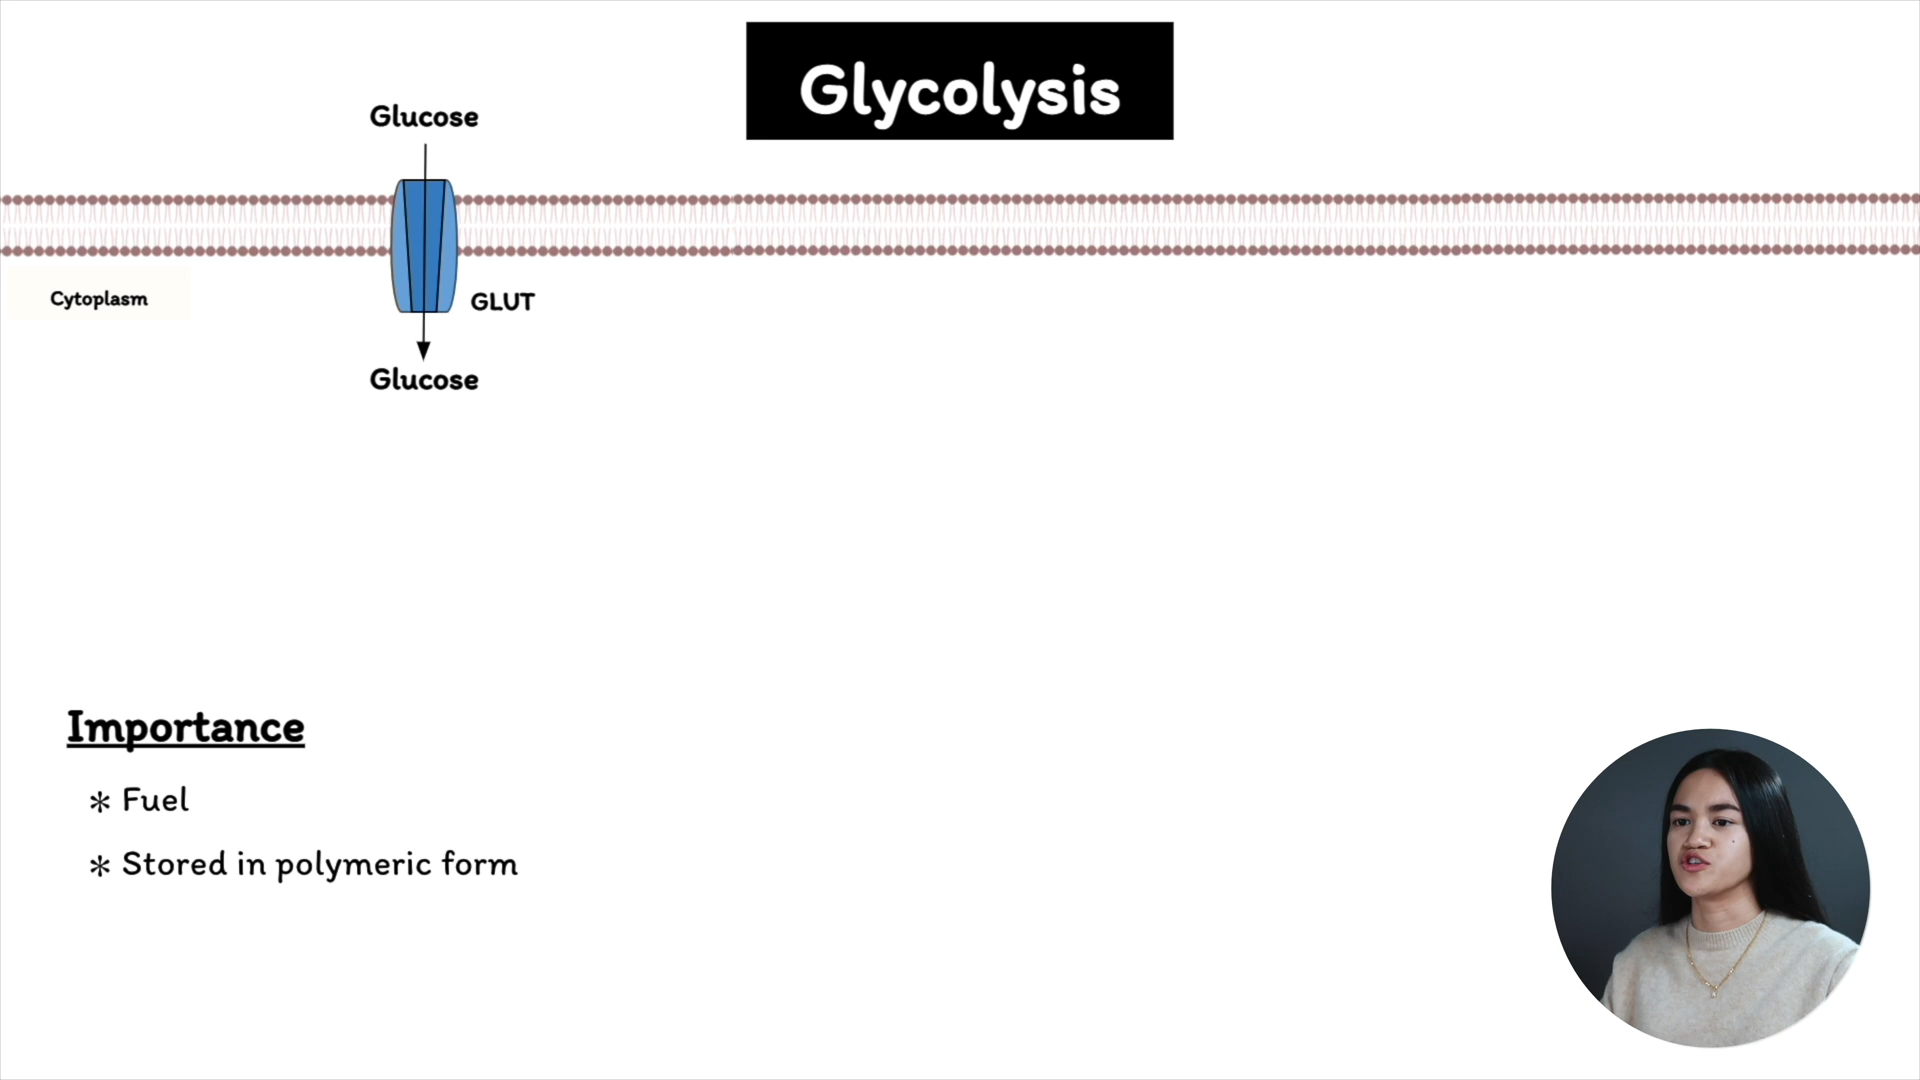 Glycolysis
Glucose
Cytoplasm
GLUT
Glucose
Importance
* Fuel
* Stored in polymeric form